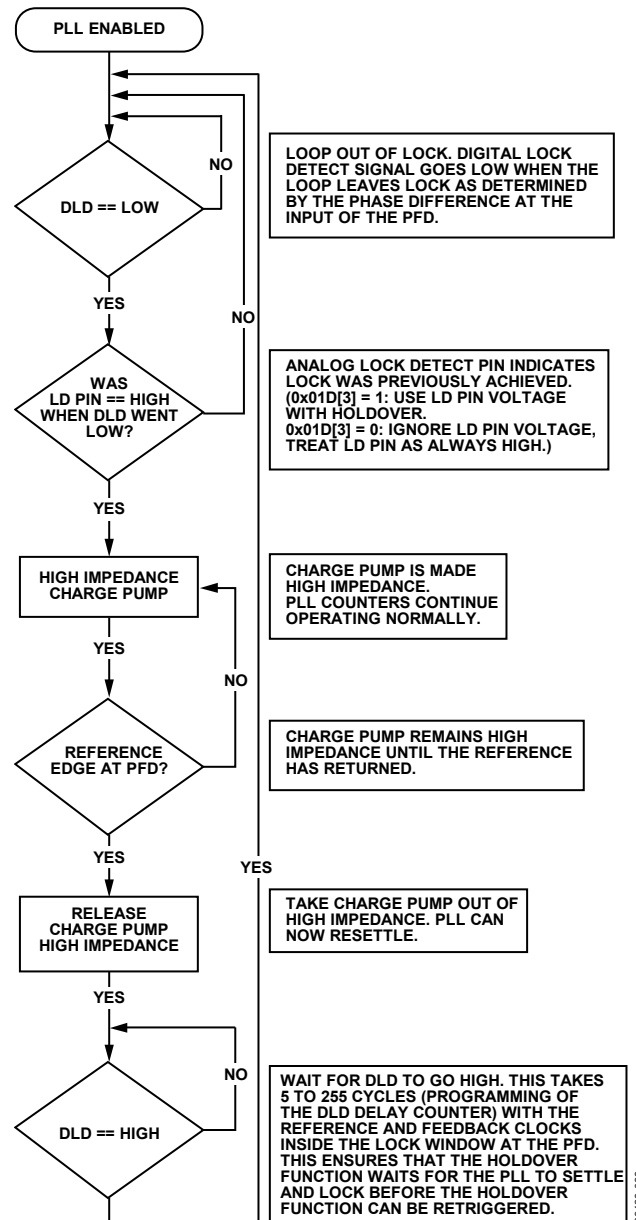 PLL ENABLED
NO
DLD == LOW
LOOP OUT OF LOCK. DIGITAL LOCK
DETECT SIGNAL GOES LOW WHEN THE
LOOP LEAVES LOCK AS DETERMINED
BY THE PHASE DIFFERENCE AT THE
INPUT OF THE PFD.
YES
NO
WAS
LD PIN == HIGH
WHEN DLD WENT
LOW?
ANALOG LOCK DETECT PIN INDICATES
LOCK WAS PREVIOUSLY ACHIEVED.
(0x01D[3] = 1: USE LD PIN VOLTAGE
WITH HOLDOVER.
0x01D[3] = 0: IGNORE LD PIN VOLTAGE,
TREAT LD PIN AS ALWAYS HIGH.)
YES
HIGH IMPEDANCE
CHARGE PUMP
CHARGE PUMP IS MADE
HIGH IMPEDANCE.
PLL COUNTERS CONTINUE
OPERATING NORMALLY.
YES
NO
REFERENCE
EDGE AT PFD?
CHARGE PUMP REMAINS HIGH
IMPEDANCE UNTIL THE REFERENCE
HAS RETURNED.
YES
YES
RELEASE
CHARGE PUMP
HIGH IMPEDANCE
TAKE CHARGE PUMP OUT OF
HIGH IMPEDANCE. PLL CAN
NOW RESETTLE.
YES
NO
DLD == HIGH
WAIT FOR DLD TO GO HIGH. THIS TAKES
5 TO 255 CYCLES (PROGRAMMING OF
THE DLD DELAY COUNTER) WITH THE
REFERENCE AND FEEDBACK CLOCKS
INSIDE THE LOCK WINDOW AT THE PFD.
THIS ENSURES THAT THE HOLDOVER
FUNCTION WAITS FOR THE PLL TO SETTLE
AND LOCK BEFORE THE HOLDOVER
FUNCTION CAN BE RETRIGGERED.